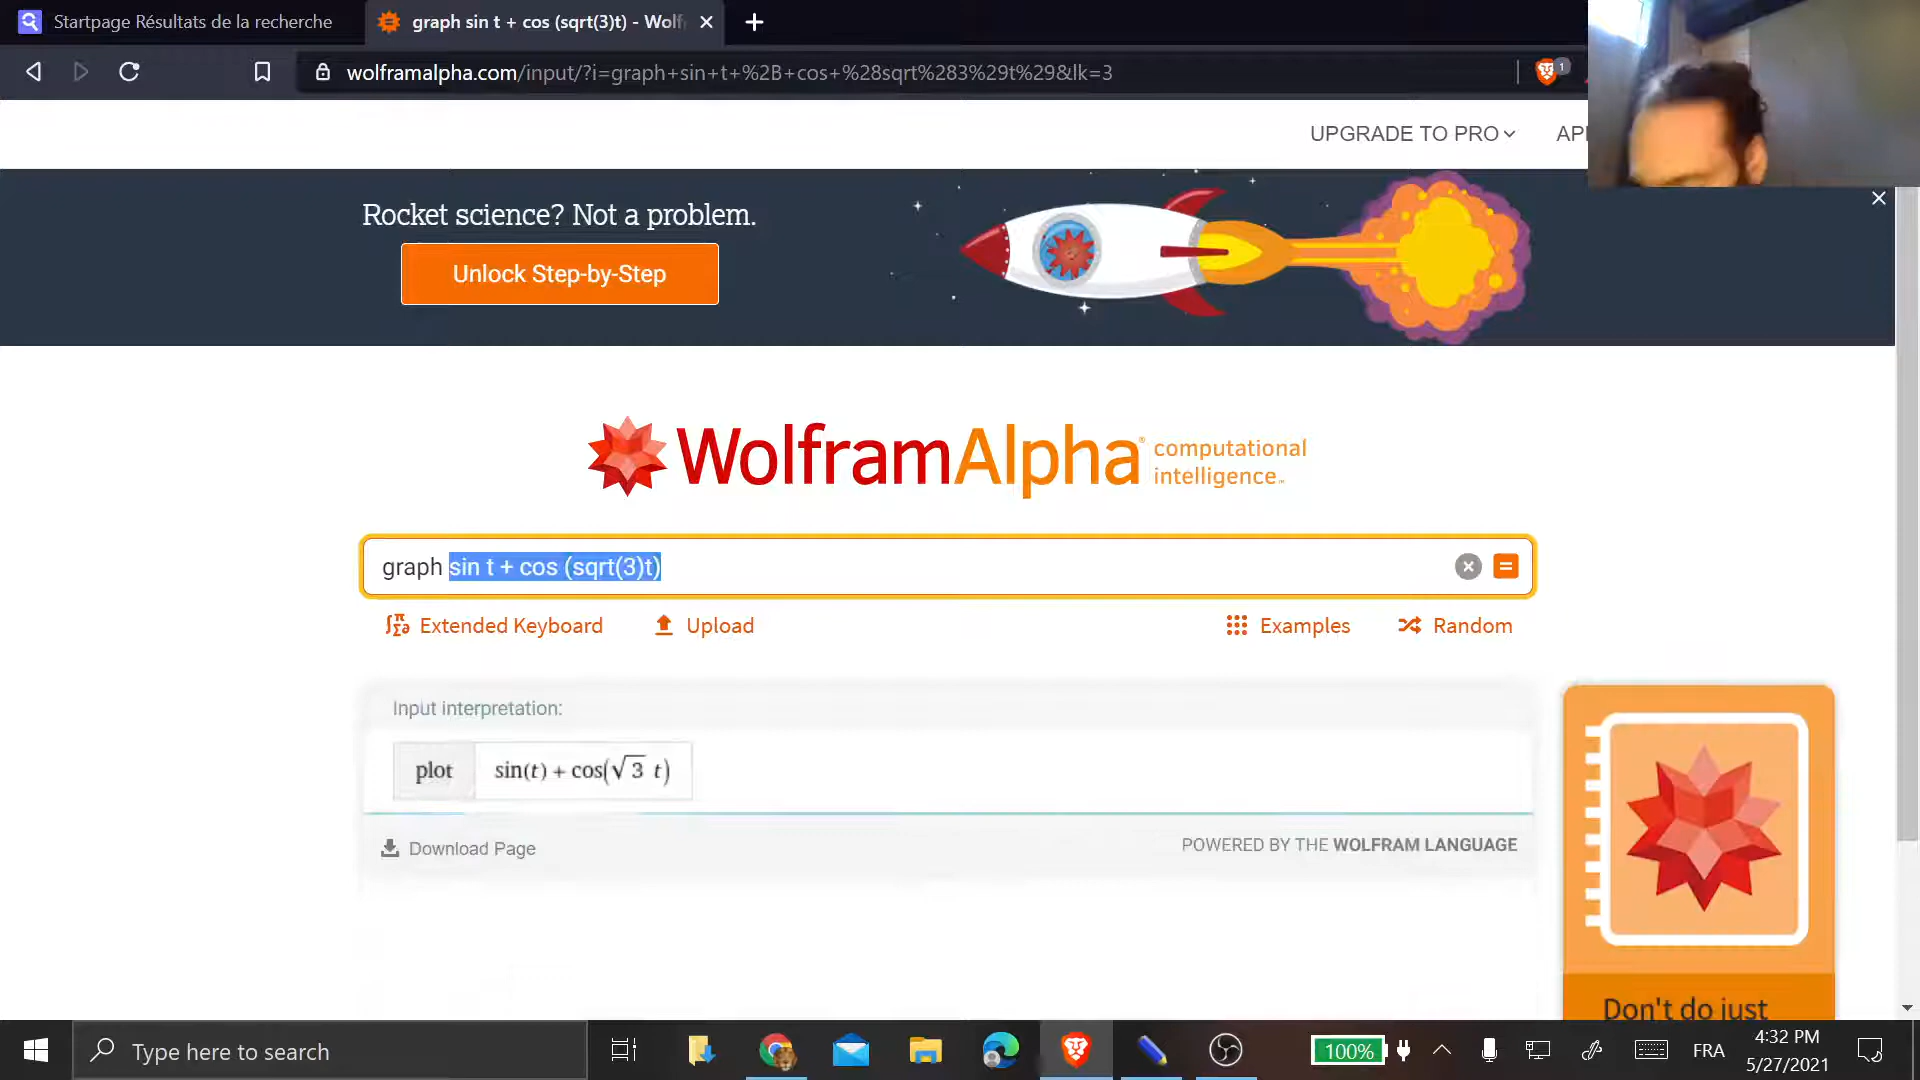 Startpage Résultats de la recherche
graph sin t + cos (sqrt(3)t) - Wolf
wolframalpha.com/input/?i=graph+sin+t+%2B+cos+%28sqrt%283%29t%29&lk=3
1
UPGRADE TO PRO
Rocket science? Not a problem.
Unlock Step-by-Step
WolframAlpha computational intelligence™
graph sin t + cos (sqrt(3)t)
Extended Keyboard Upload Examples Random
Input interpretation:
plot sin(t) + cos(√3 t)
Download Page POWERED BY THE WOLFRAM LANGUAGE
Don't do just
Type here to search
100%
FRA
4:32 PM
5/27/2021